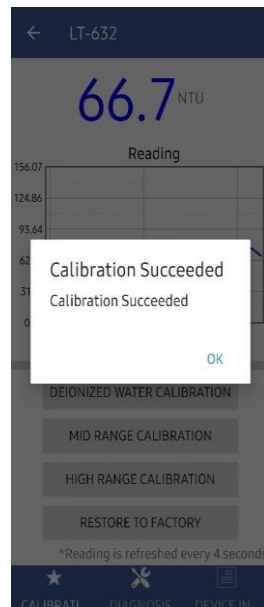 LT-632
66.7 NTU
Reading
156.07
124.86
93.64
62
31
0
Calibration Succeeded
Calibration Succeeded
OK
DEIONIZED WATER CALIBRATION
MID RANGE CALIBRATION
HIGH RANGE CALIBRATION
RESTORE TO FACTORY
*Reading is refreshed every 4 seconds
CALIBRATI
DIAGNOSIS
DEVICE IN